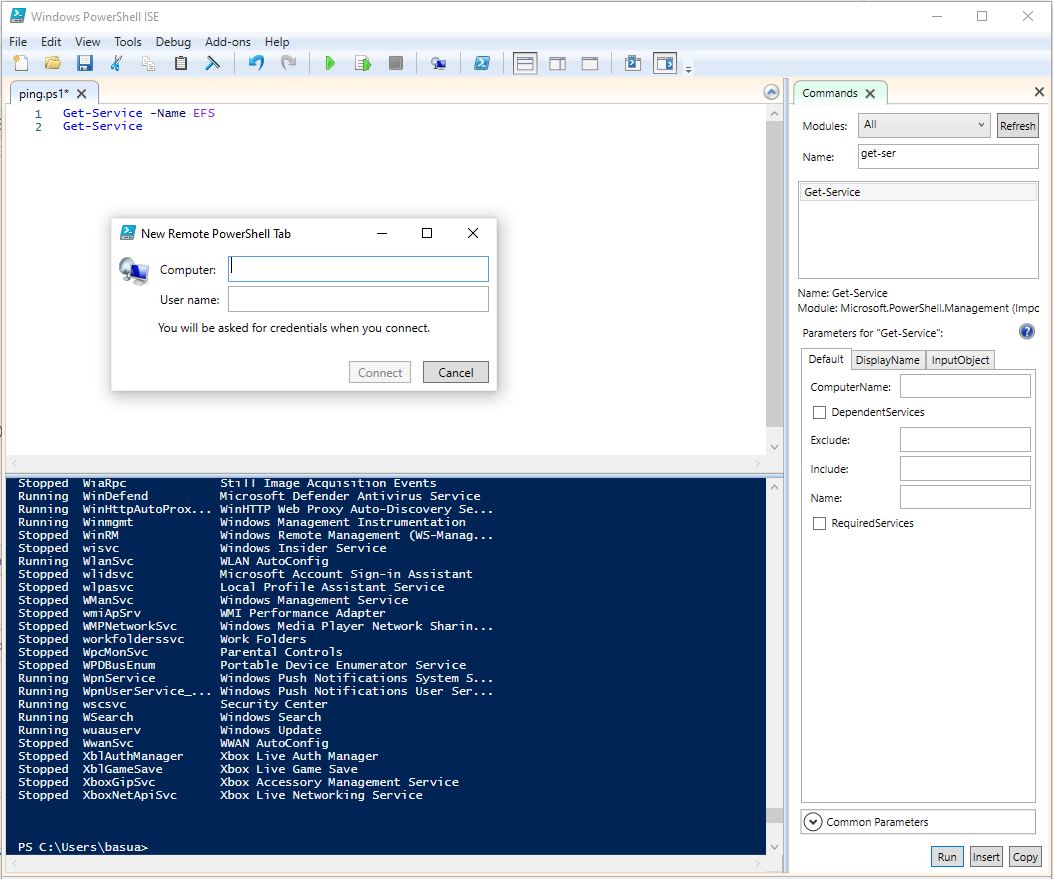 Windows PowerShell ISE
File Edit View Tools Debug Add-ons Help
ping.ps1* X
1 Get-Service -Name EFS
2 Get-Service
New Remote PowerShell Tab
Computer:
User name:
You will be asked for credentials when you connect.
Connect Cancel
Stopped WiaRpc Still Image Acquisition Events
Running WinDefend Microsoft Defender Antivirus Service
Running WinHttpAutoProx... WinHTTP Web Proxy Auto-Discovery Se...
Running Winmgmt Windows Management Instrumentation
Stopped WinRM Windows Remote Management (WS-Manag...
Stopped wisvc Windows Insider Service
Running WlanSvc WLAN AutoConfig
Stopped wlidsvc Microsoft Account Sign-in Assistant
Stopped wlpasvc Local Profile Assistant Service
Stopped WManSvc Windows Management Service
Stopped wmiApSrv WMI Performance Adapter
Stopped WMPNetworkSvc Windows Media Player Network Sharin...
Stopped workfolderssvc Work Folders
Stopped WpcMonSvc Parental Controls
Stopped WPDBusEnum Portable Device Enumerator Service
Running WpnService Windows Push Notifications System S...
Running WpnUserService_... Windows Push Notifications User Ser...
Running wscsvc Security Center
Running WSearch Windows Search
Running wuauserv Windows Update
Stopped WwanSvc WWAN AutoConfig
Stopped XblAuthManager Xbox Live Auth Manager
Stopped XblGameSave Xbox Live Game Save
Stopped XboxGipSvc Xbox Accessory Management Service
Stopped XboxNetApiSvc Xbox Live Networking Service
PS C:\Users\basua>
Commands X
Modules: All Refresh
Name: get-ser
Get-Service
Name: Get-Service
Module: Microsoft.PowerShell.Management (Impo
Parameters for "Get-Service":
Default DisplayName InputObject
ComputerName:
DependentServices
Exclude:
Include:
Name:
RequiredServices
Common Parameters
Run Insert Copy